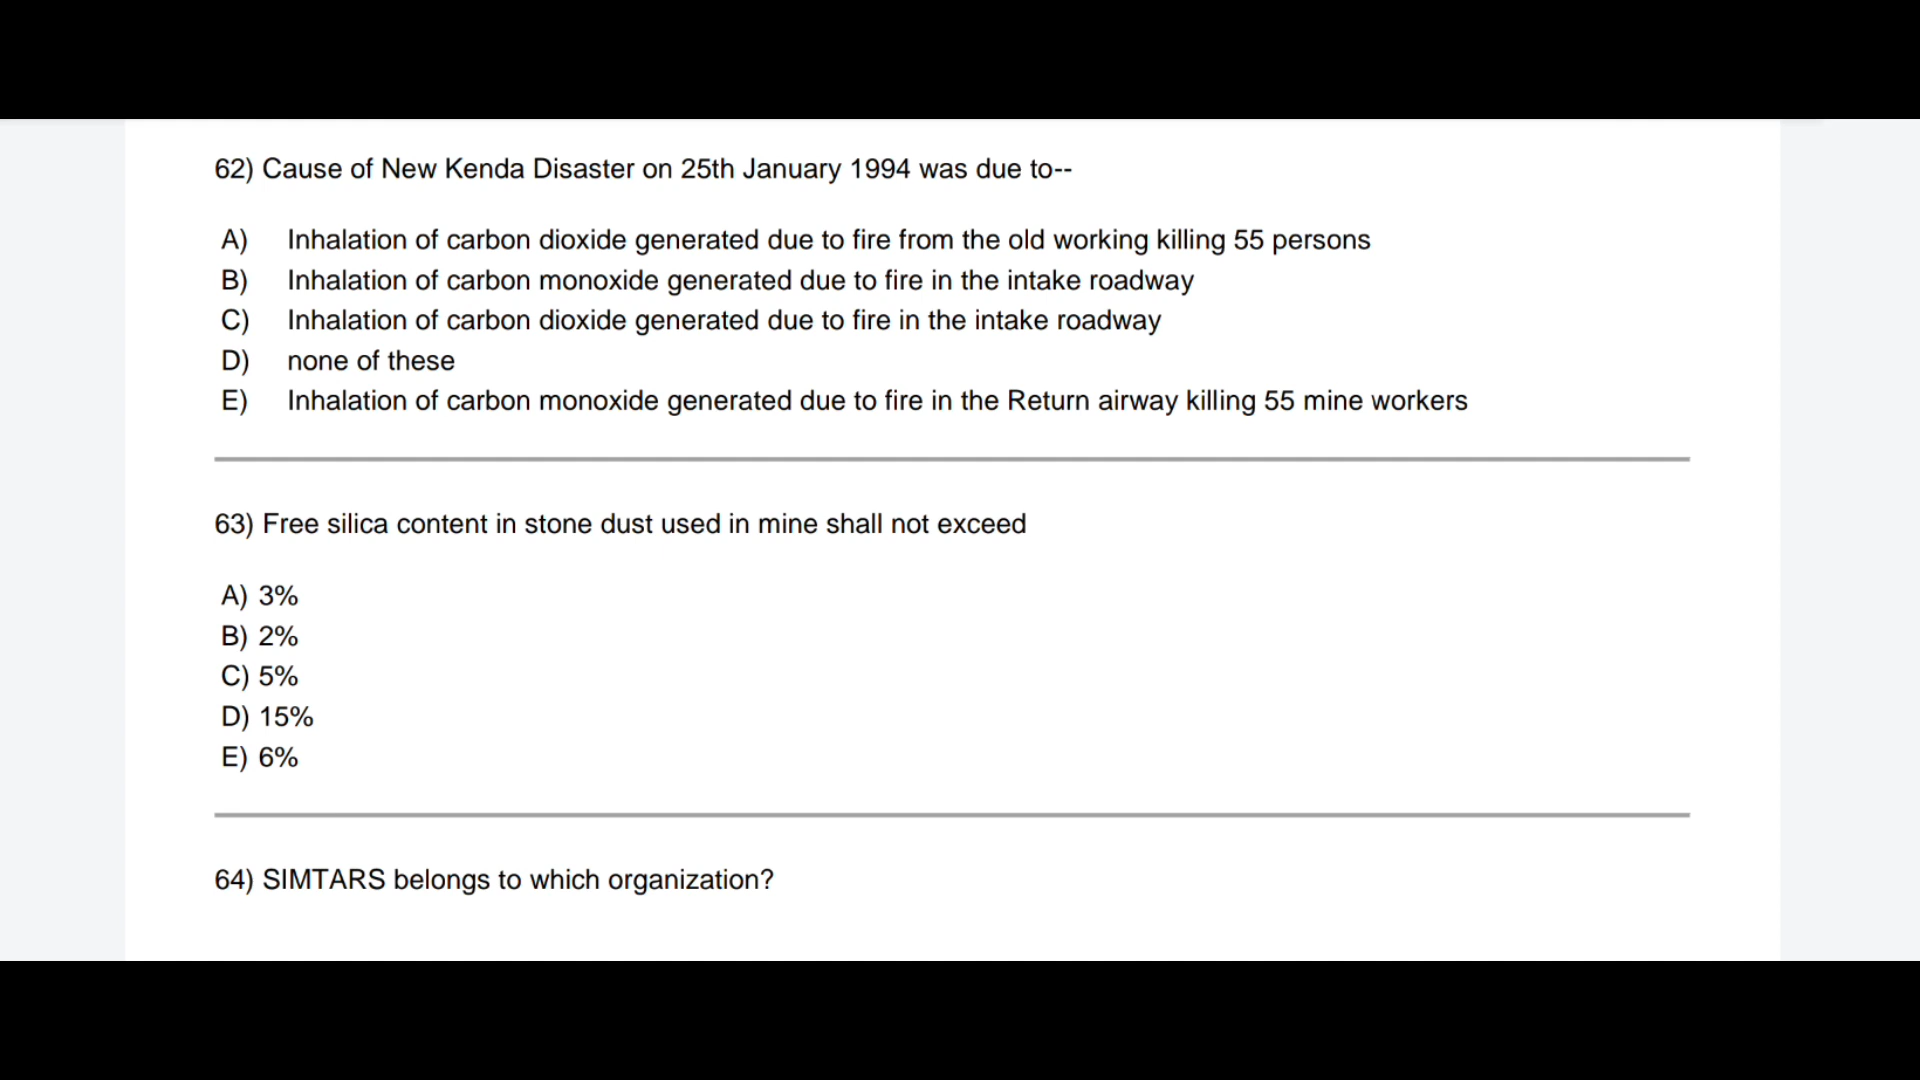 62) Cause of New Kenda Disaster on 25th January 1994 was due to--
A) Inhalation of carbon dioxide generated due to fire from the old working killing 55 persons
B) Inhalation of carbon monoxide generated due to fire in the intake roadway
C) Inhalation of carbon dioxide generated due to fire in the intake roadway
D) none of these
E) Inhalation of carbon monoxide generated due to fire in the Return airway killing 55 mine workers
63) Free silica content in stone dust used in mine shall not exceed
A) 3%
B) 2%
C) 5%
D) 15%
E) 6%
64) SIMTARS belongs to which organization?